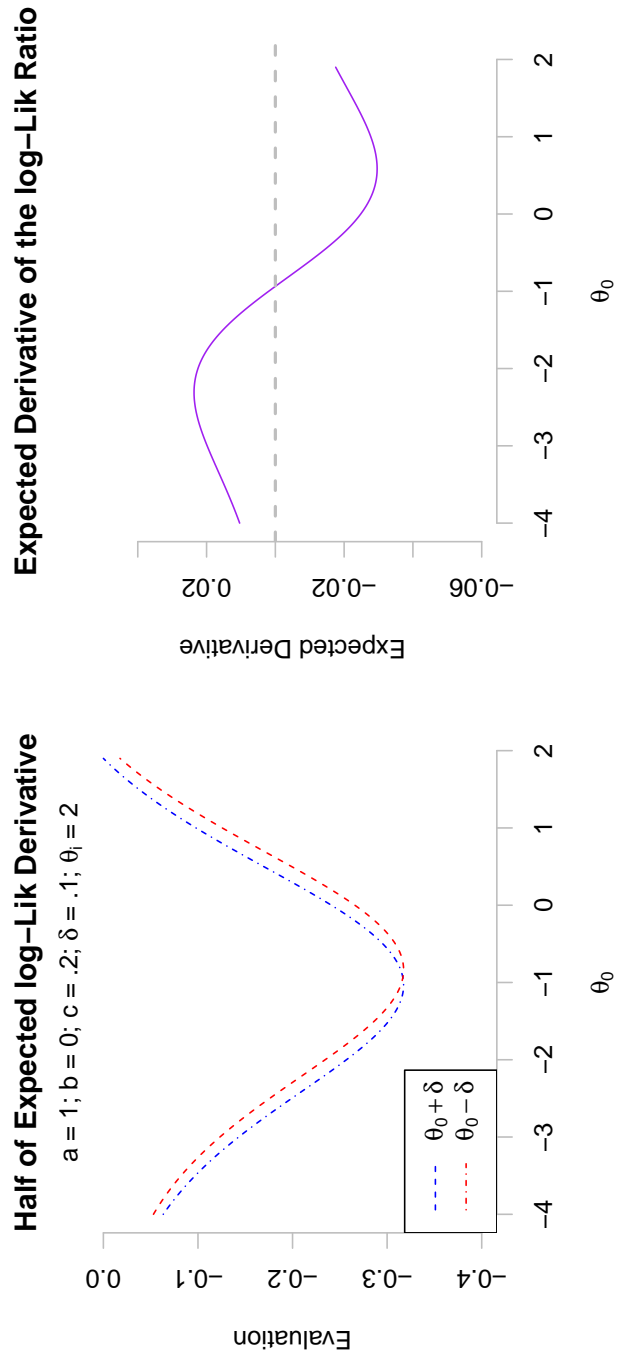 Half of Expected log−Lik Derivative
a = 1; b = 0; c = .2; δ = .1; θi = 2
Evaluation
0.0
−0.1
−0.2
−0.3
−0.4
θ0 + δ
θ0 − δ
−4
−3
−2
−1
0
1
2
θ0
Expected Derivative of the log−Lik Ratio
Expected Derivative
0.02
−0.02
−0.06
−4
−3
−2
−1
0
1
2
θ0